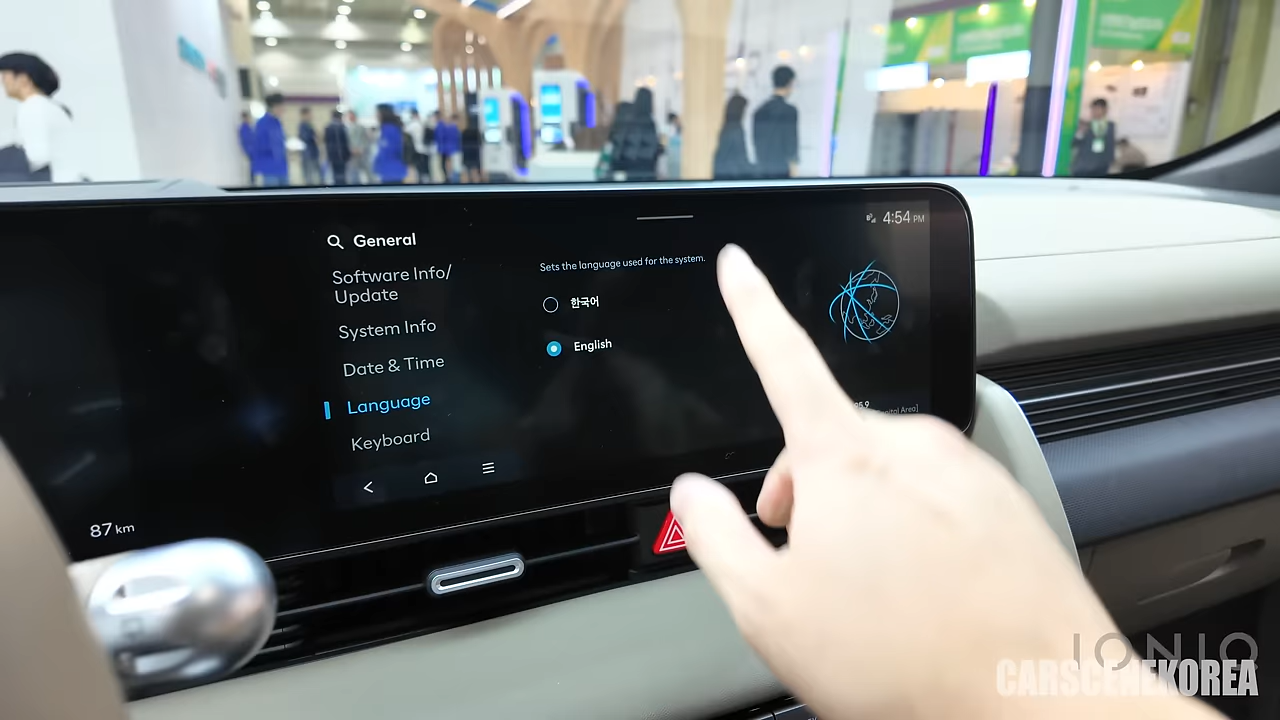 4:54 PM
General
Software Info/
Update
System Info
Date & Time
Language
Keyboard
Sets the language used for the system.
한국어
English
87 km
IONIQ
CARSCENEKOREA